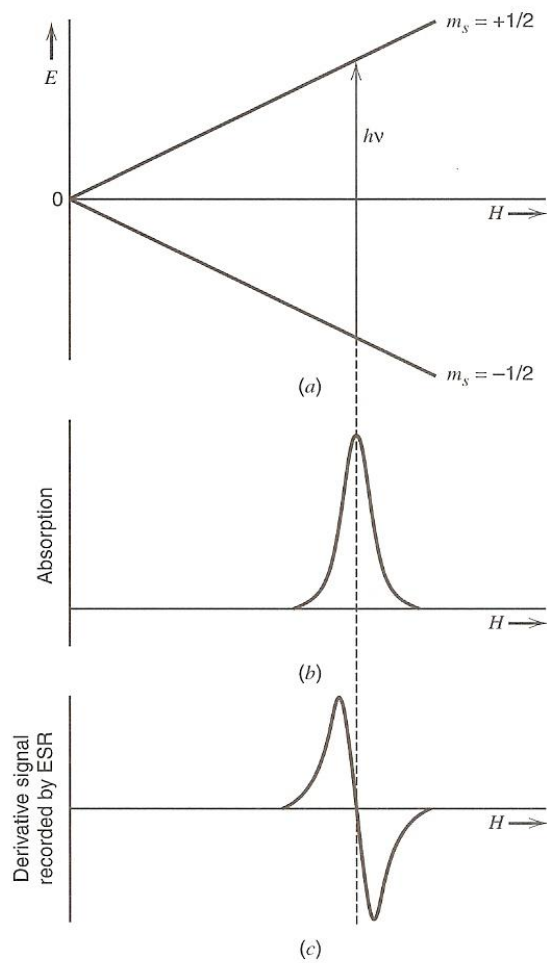 m_s = +1/2
E
hν
0
H
m_s = −1/2
(a)
Absorption
H
(b)
Derivative signal
recorded by ESR
H
(c)